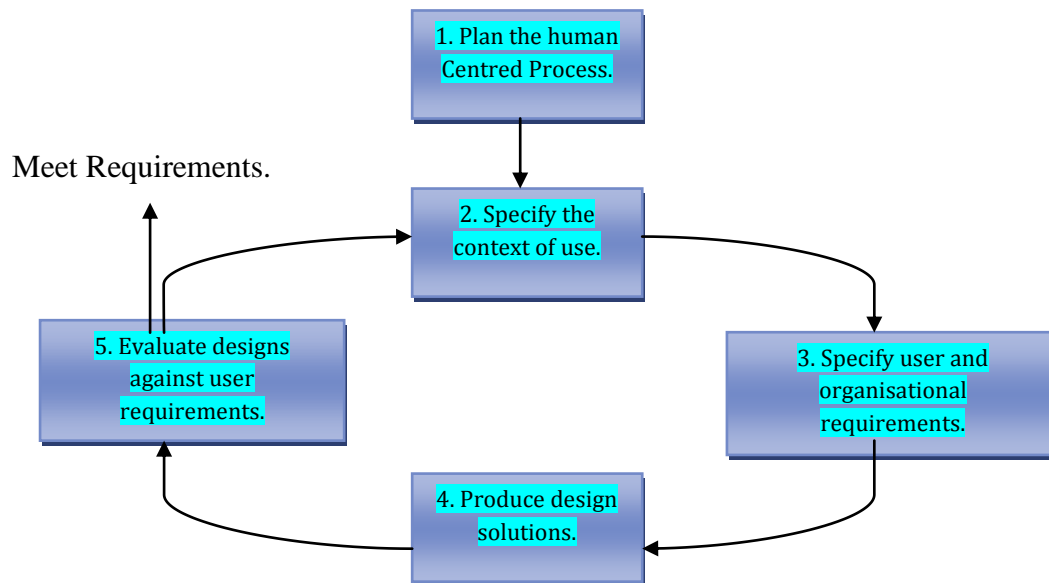 1. Plan the human
Centred Process.
Meet Requirements.
2. Specify the
context of use.
3. Specify user and
organisational
requirements.
4. Produce design
solutions.
5. Evaluate designs
against user
requirements.